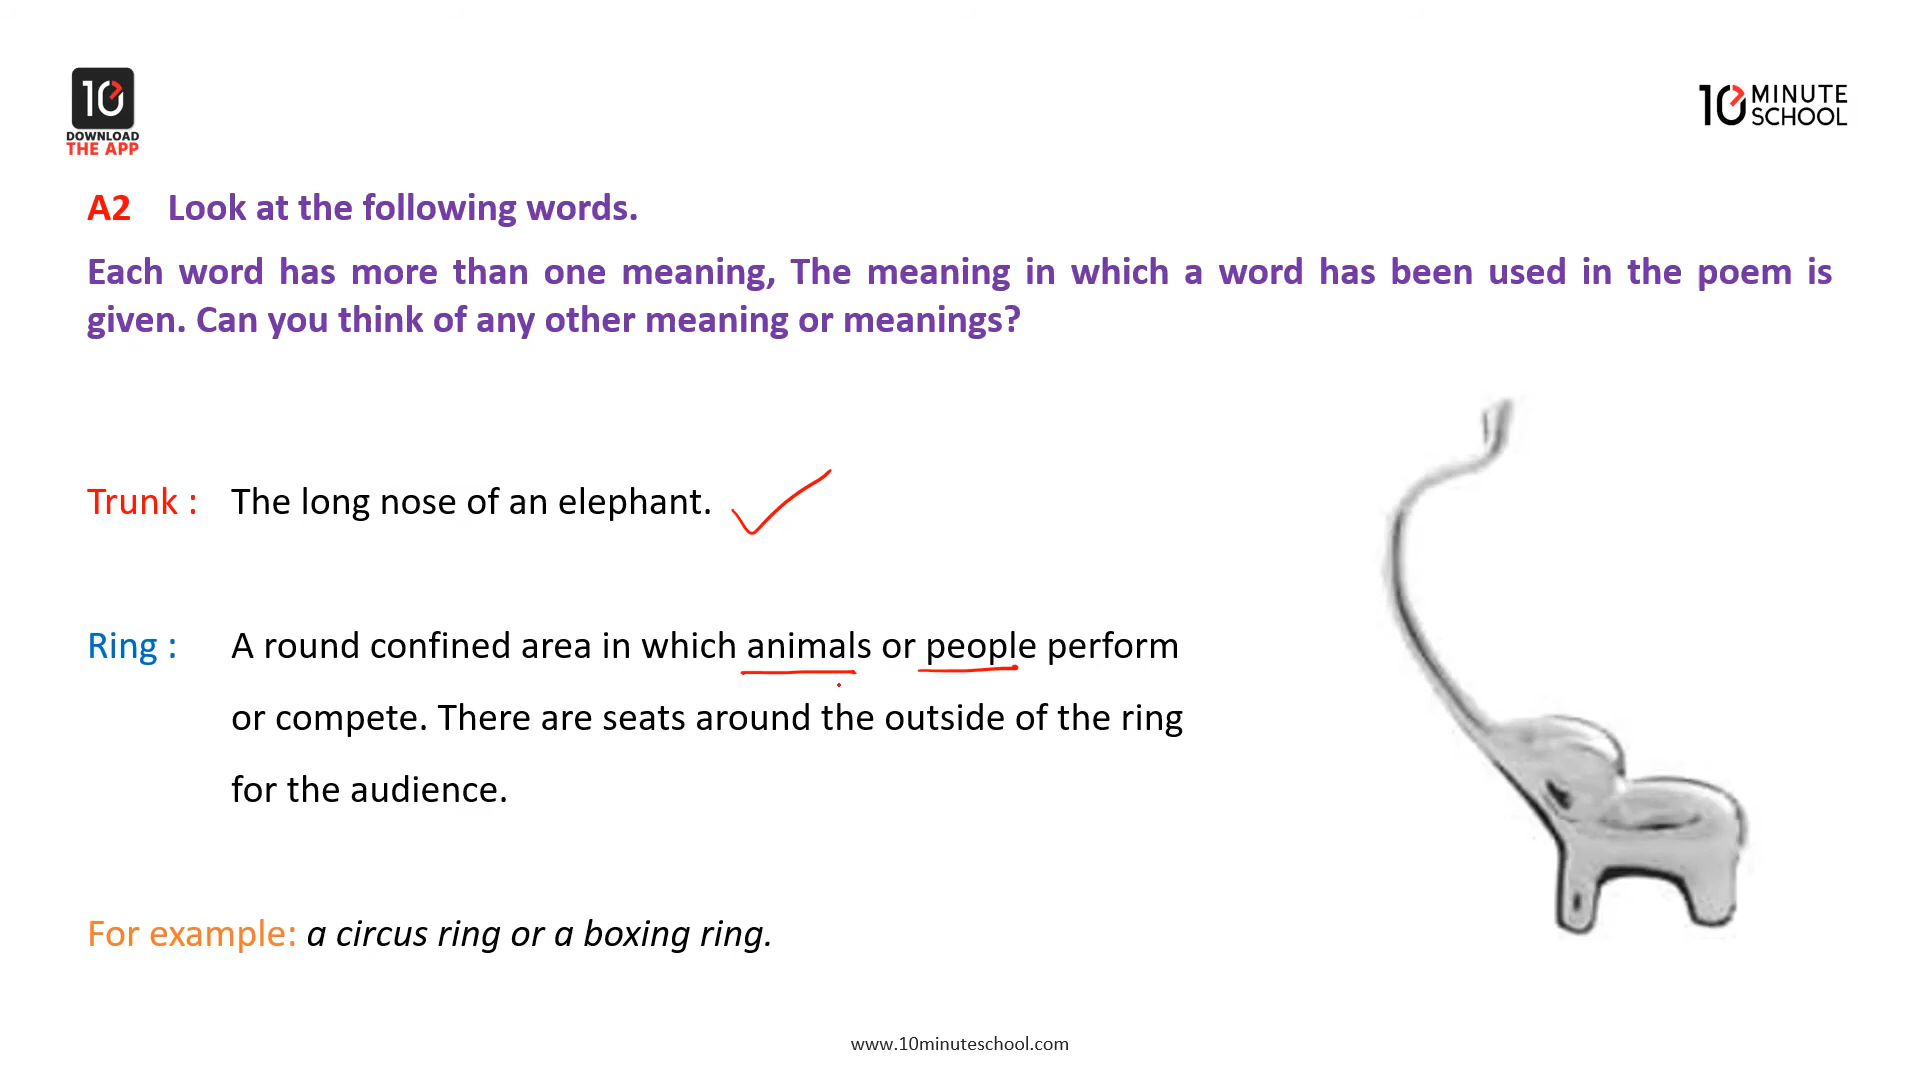 10
DOWNLOAD
THE APP
10 MINUTE
SCHOOL
A2 Look at the following words.
Each word has more than one meaning, The meaning in which a word has been used in the poem is
given. Can you think of any other meaning or meanings?
Trunk : The long nose of an elephant.
Ring : A round confined area in which animals or people perform
or compete. There are seats around the outside of the ring
for the audience.
For example: a circus ring or a boxing ring.
www.10minuteschool.com